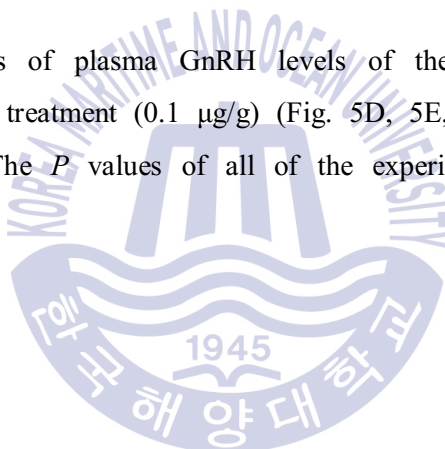 s of plasma GnRH levels of the
treatment (0.1 μg/g) (Fig. 5D, 5E,
The P values of all of the experi
KOREA MARITIME AND OCEAN UNIVERSITY
1945
한국해양대학교